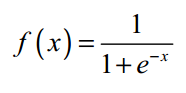 f(x) = 1 / (1 + e^{-x})